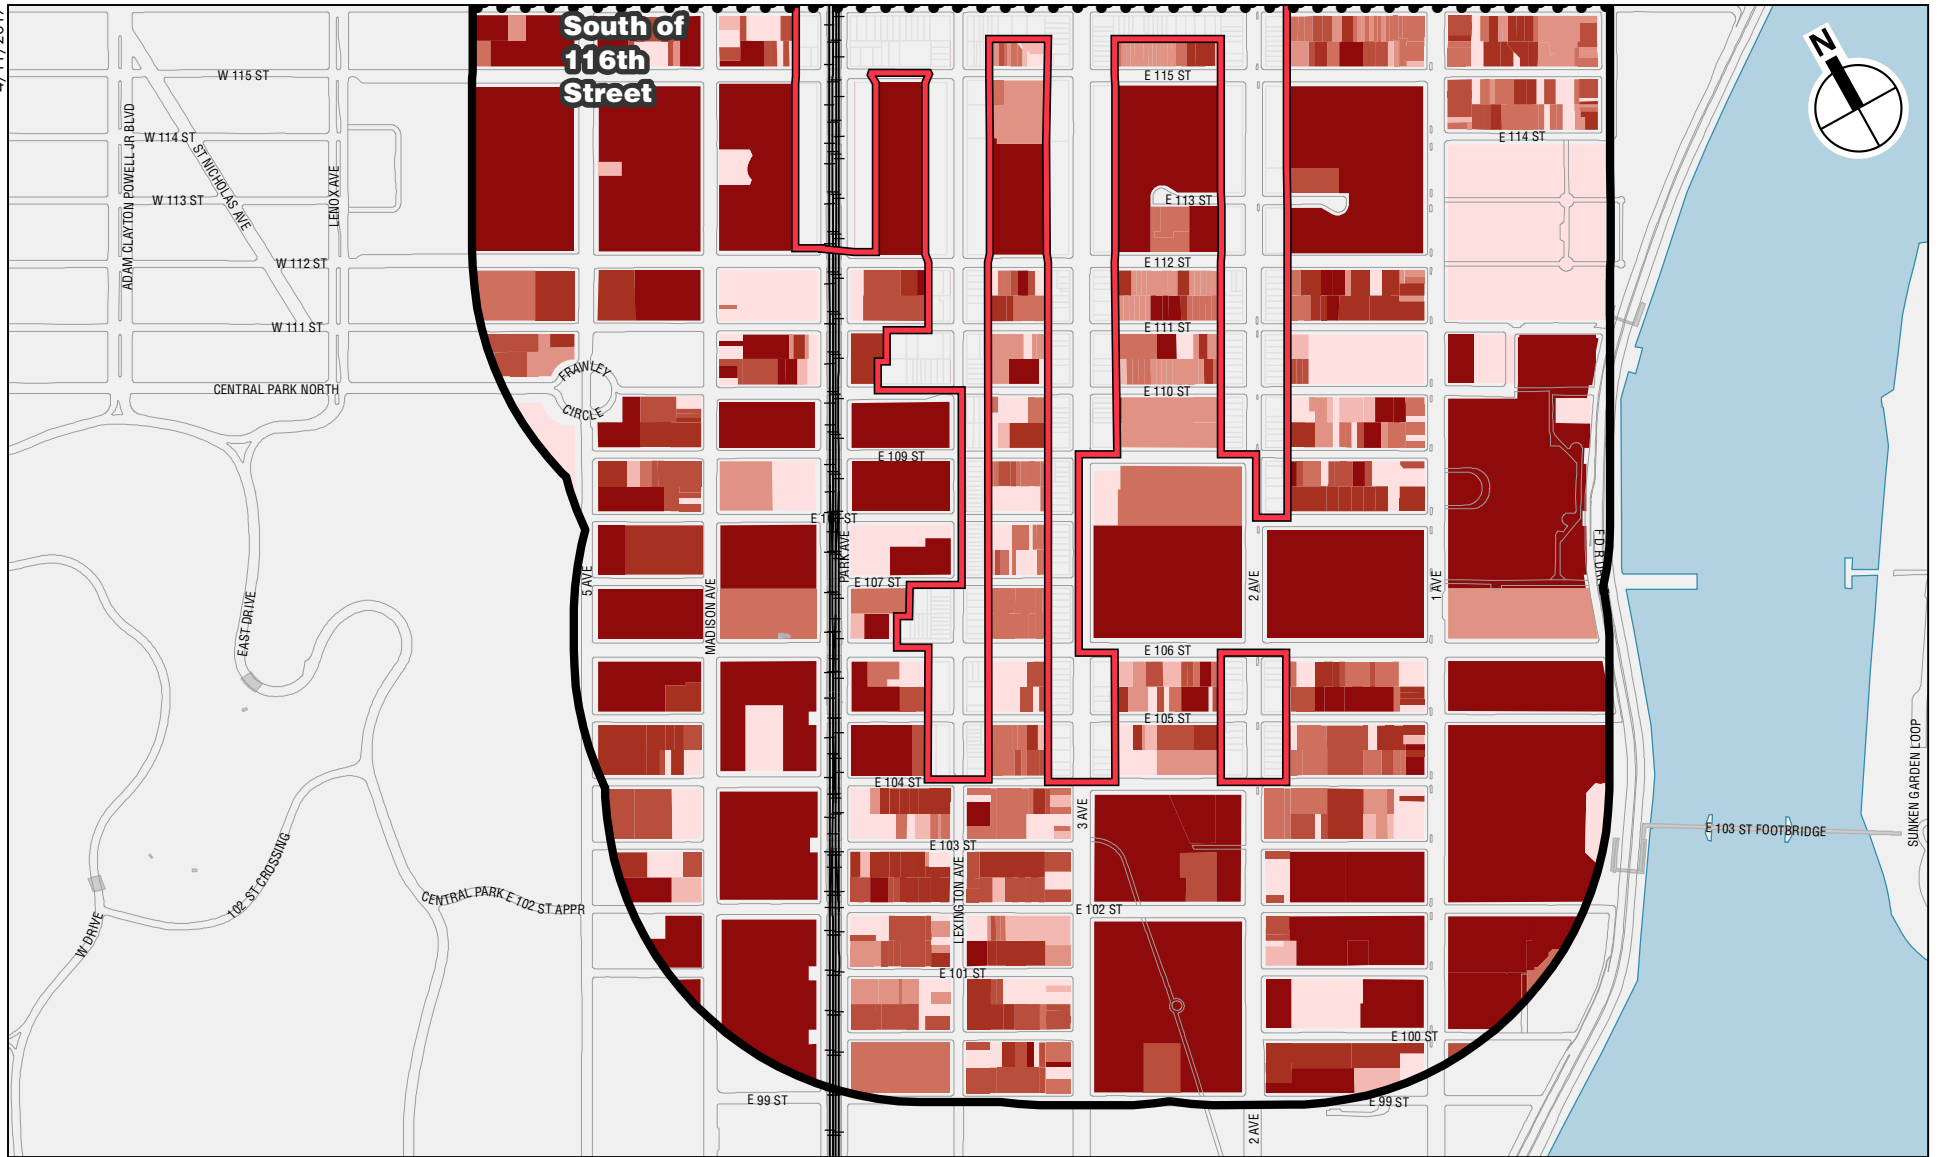 South of
116th
Street
N
W 115 ST
E 115 ST
ADAM CLAYTON POWELL JR BLVD
W 114 ST
E 114 ST
ST NICHOLAS AVE
LENOX AVE
W 113 ST
E 113 ST
W 112 ST
E 112 ST
W 111 ST
E 111 ST
FRAWLEY
CIRCLE
CENTRAL PARK NORTH
E 110 ST
E 109 ST
PARK AVE
E 107 ST
5 AVE
MADISON AVE
2 AVE
1 AVE
EAST DRIVE
E 106 ST
E 105 ST
E 104 ST
3 AVE
SUNKEN GARDEN LOOP
E 103 ST FOOTBRIDGE
E 103 ST
LEXINGTON AVE
102 ST CROSSING
CENTRAL PARK E 102 ST APPR
E 102 ST
W DRIVE
E 101 ST
E 100 ST
E 99 ST
E 99 ST
2 AVE